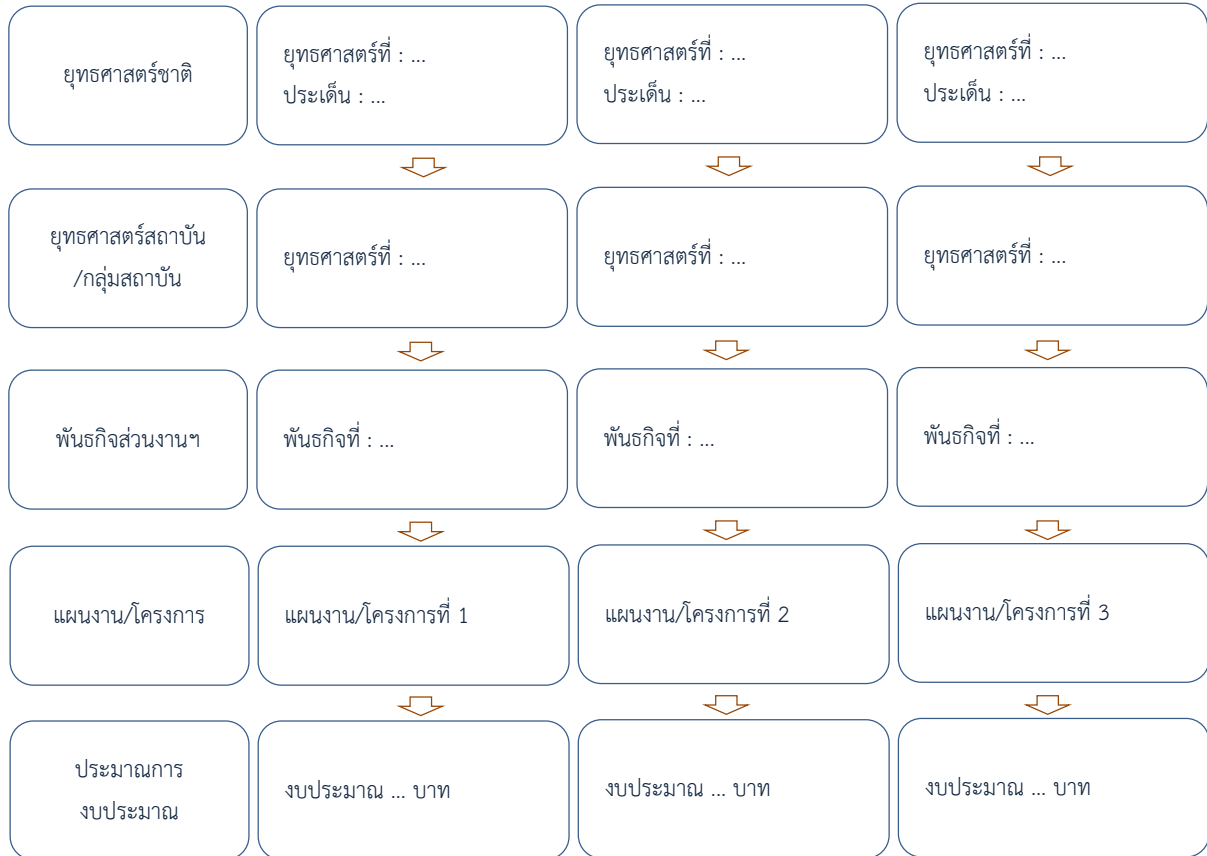 ยุทธศาสตร์ชาติ
ยุทธศาสตร์ที่ : ...
ประเด็น : ...
ยุทธศาสตร์ที่ : ...
ประเด็น : ...
ยุทธศาสตร์ที่ : ...
ประเด็น : ...
ยุทธศาสตร์สถาบัน
/กลุ่มสถาบัน
ยุทธศาสตร์ที่ : ...
ยุทธศาสตร์ที่ : ...
ยุทธศาสตร์ที่ : ...
พันธกิจส่วนงานฯ
พันธกิจที่ : ...
พันธกิจที่ : ...
พันธกิจที่ : ...
แผนงาน/โครงการ
แผนงาน/โครงการที่ 1
แผนงาน/โครงการที่ 2
แผนงาน/โครงการที่ 3
ประมาณการ
งบประมาณ
งบประมาณ ... บาท
งบประมาณ ... บาท
งบประมาณ ... บาท